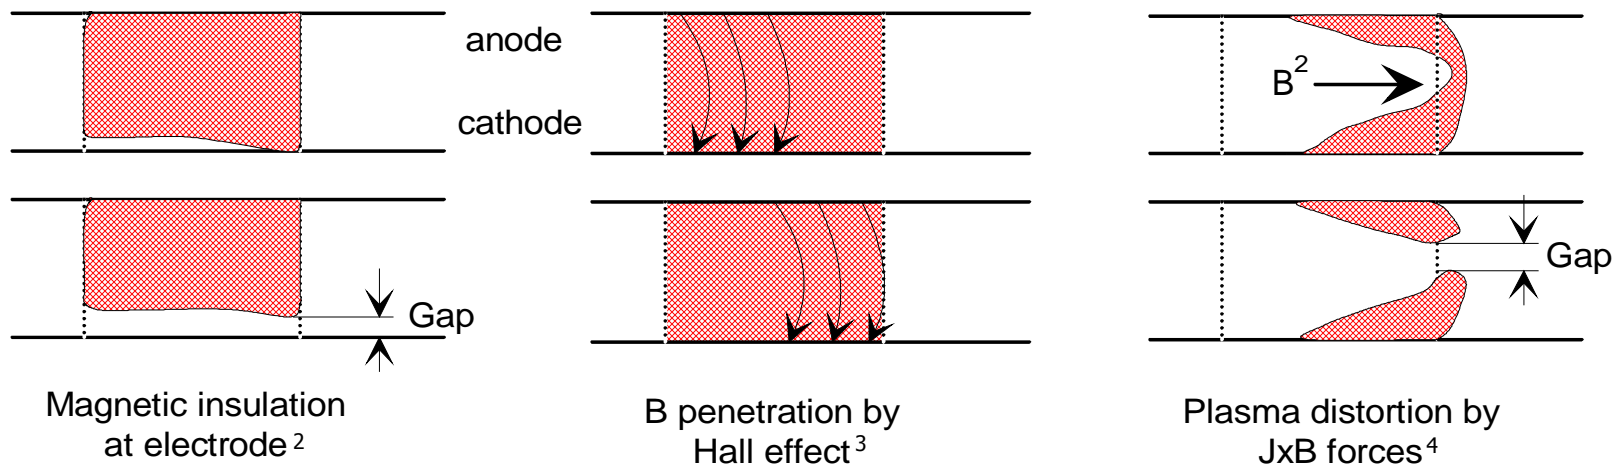 anode
cathode
B²
Gap
Gap
Magnetic insulation
at electrode²
B penetration by
Hall effect³
Plasma distortion by
JxB forces⁴